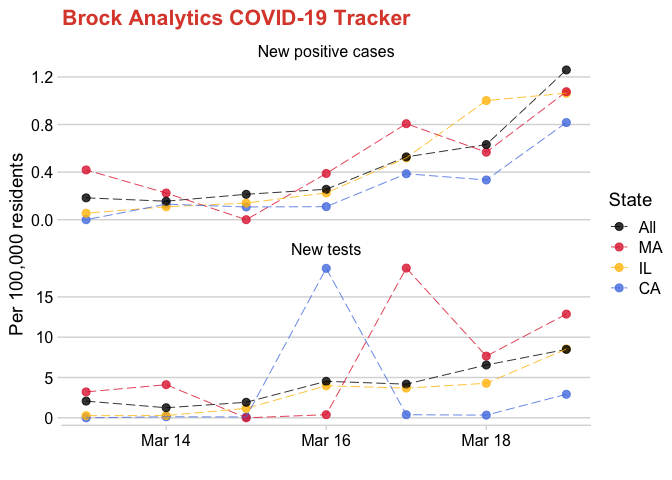 Brock Analytics COVID-19 Tracker
New positive cases
1.2
0.8
0.4
0.0
Per 100,000 residents
New tests
15
10
5
0
Mar 14 Mar 16 Mar 18
State
All
MA
IL
CA